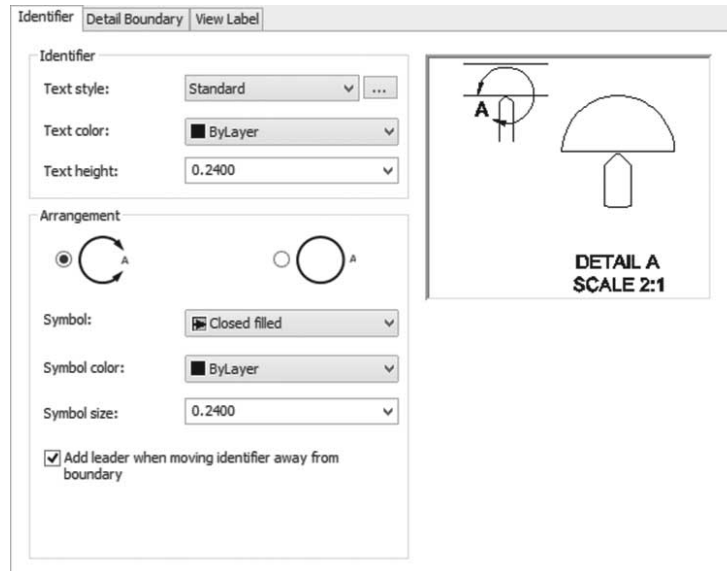 Identifier Detail Boundary View Label
Identifier
Text style: Standard ...
Text color: ByLayer
Text height: 0.2400
Arrangement
A A
Symbol: Closed filled
Symbol color: ByLayer
Symbol size: 0.2400
Add leader when moving identifier away from
boundary
A
DETAIL A
SCALE 2:1